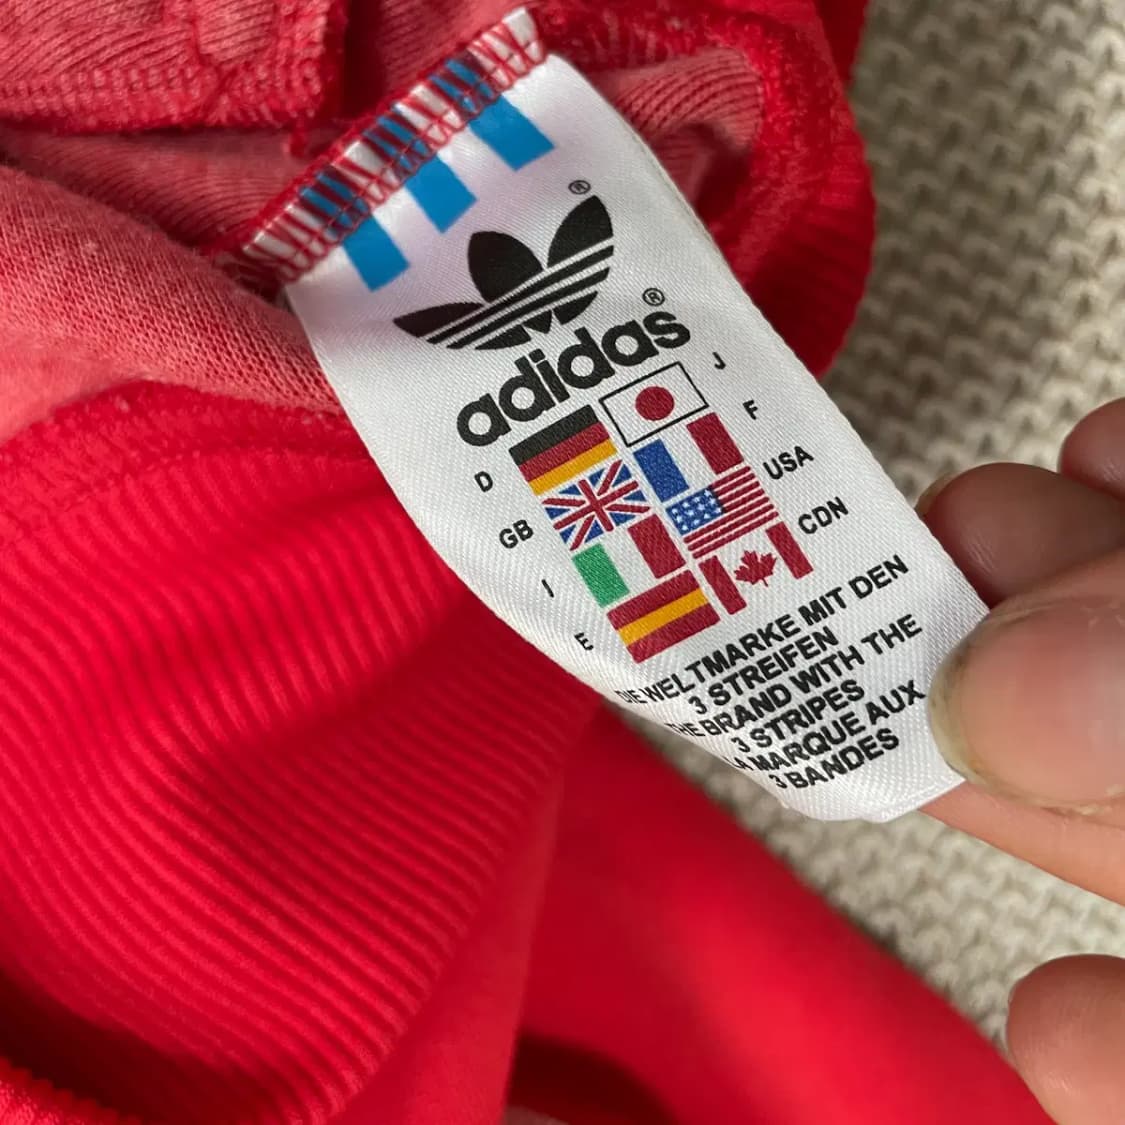 ®
adidas®
J
D
F
GB
USA
I
CDN
E
DIE WELTMARKE MIT DEN
3 STREIFEN
THE BRAND WITH THE
3 STRIPES
LA MARQUE AUX
3 BANDES